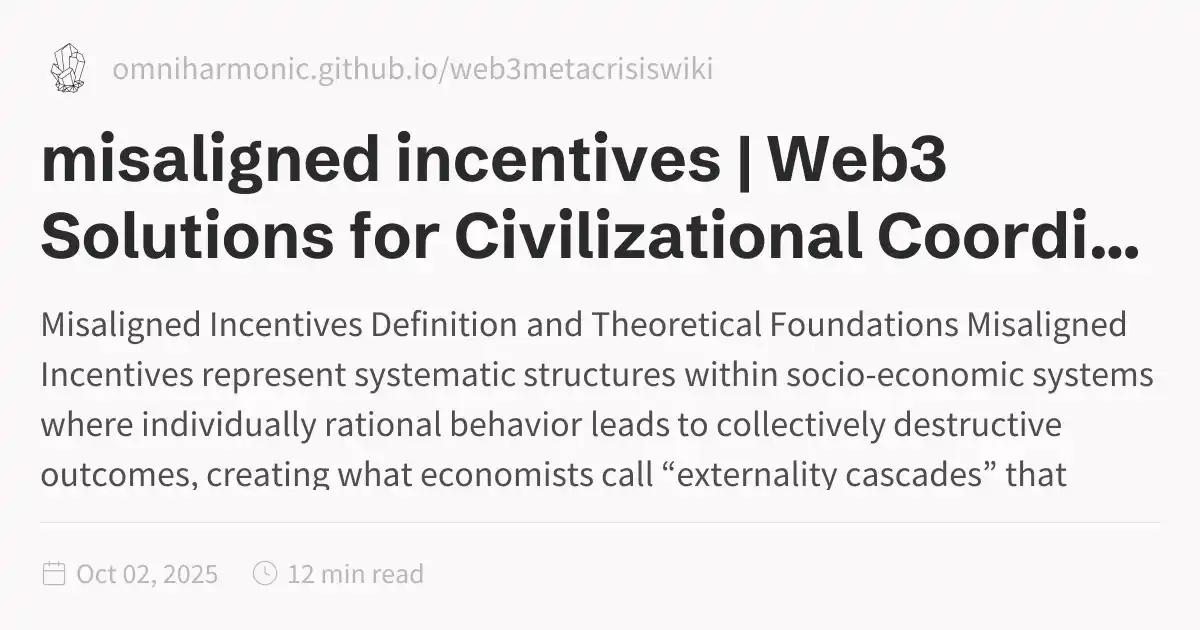 omniharmonic.github.io/web3metacrisiswiki
misaligned incentives | Web3
Solutions for Civilizational Coordi...
Misaligned Incentives Definition and Theoretical Foundations Misaligned
Incentives represent systematic structures within socio-economic systems
where individually rational behavior leads to collectively destructive
outcomes, creating what economists call “externality cascades” that
Oct 02, 2025
12 min read